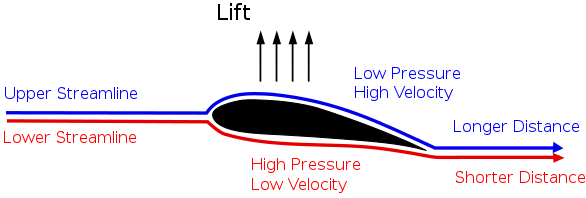 Lift
Low Pressure
High Velocity
Upper Streamline
Lower Streamline
Longer Distance
High Pressure
Low Velocity
Shorter Distance